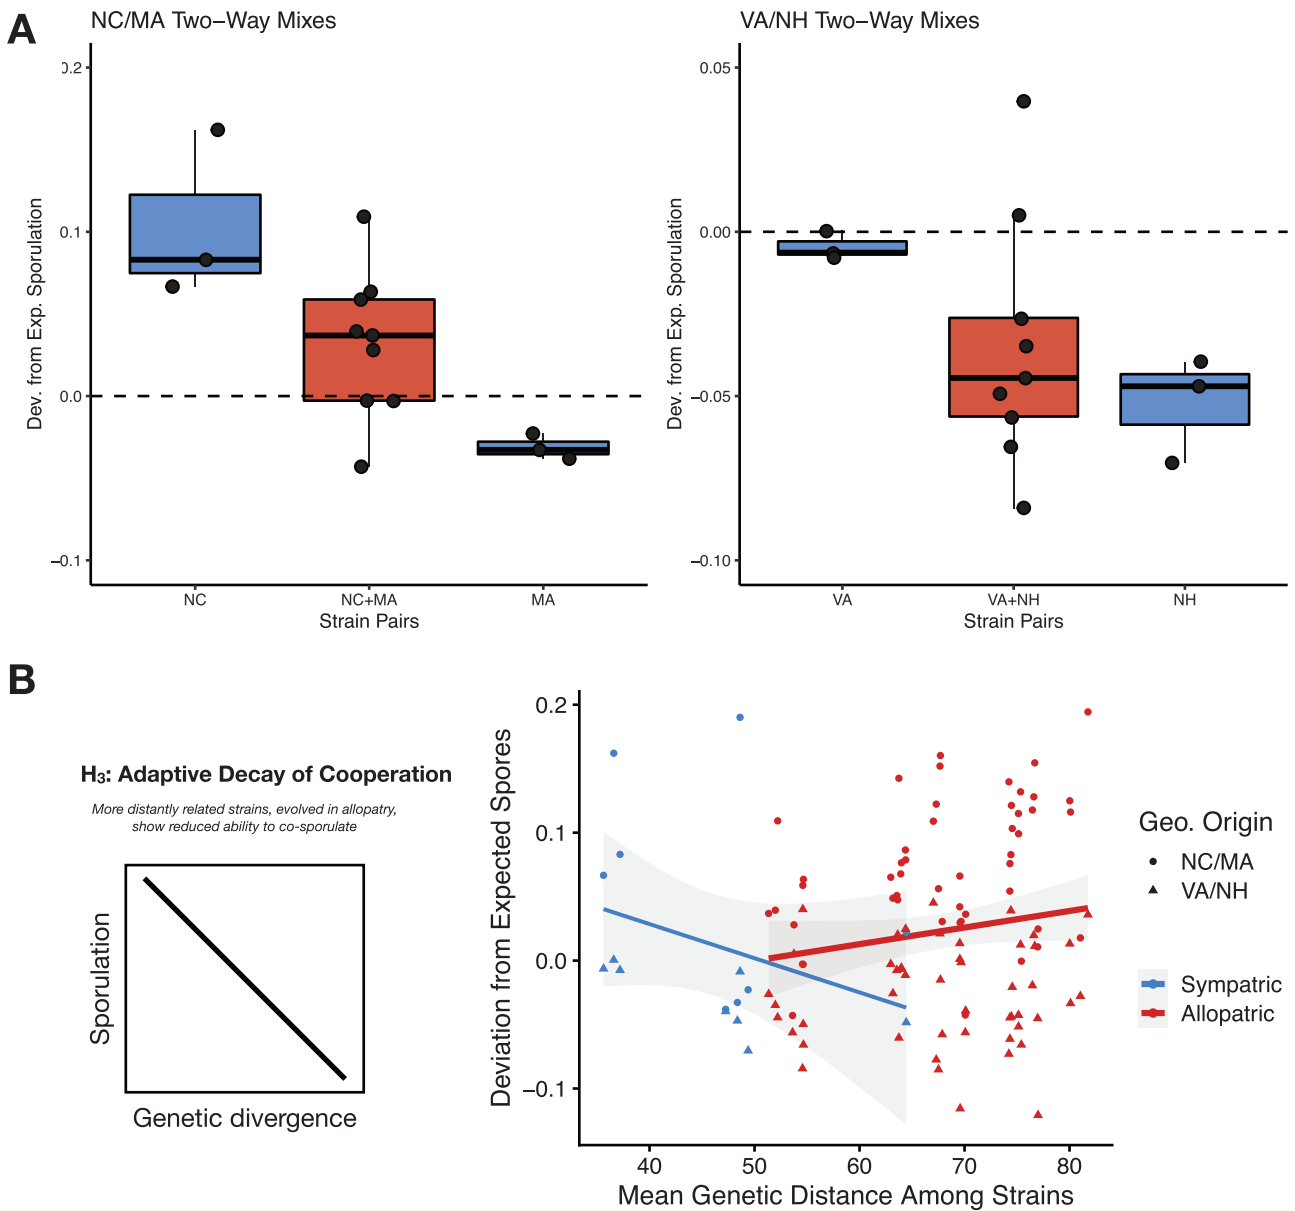 A
NC/MA Two−Way Mixes
Dev. from Exp. Sporulation
0.2
0.1
0.0
−0.1
NC
NC+MA
MA
Strain Pairs
VA/NH Two−Way Mixes
Dev. from Exp. Sporulation
0.05
0.00
−0.05
−0.10
VA
VA+NH
NH
Strain Pairs
B
H3: Adaptive Decay of Cooperation
More distantly related strains, evolved in allopatry,
show reduced ability to co-sporulate
Sporulation
Genetic divergence
Deviation from Expected Spores
0.2
0.1
0.0
−0.1
40
50
60
70
80
Mean Genetic Distance Among Strains
Geo. Origin
NC/MA
VA/NH
Sympatric
Allopatric